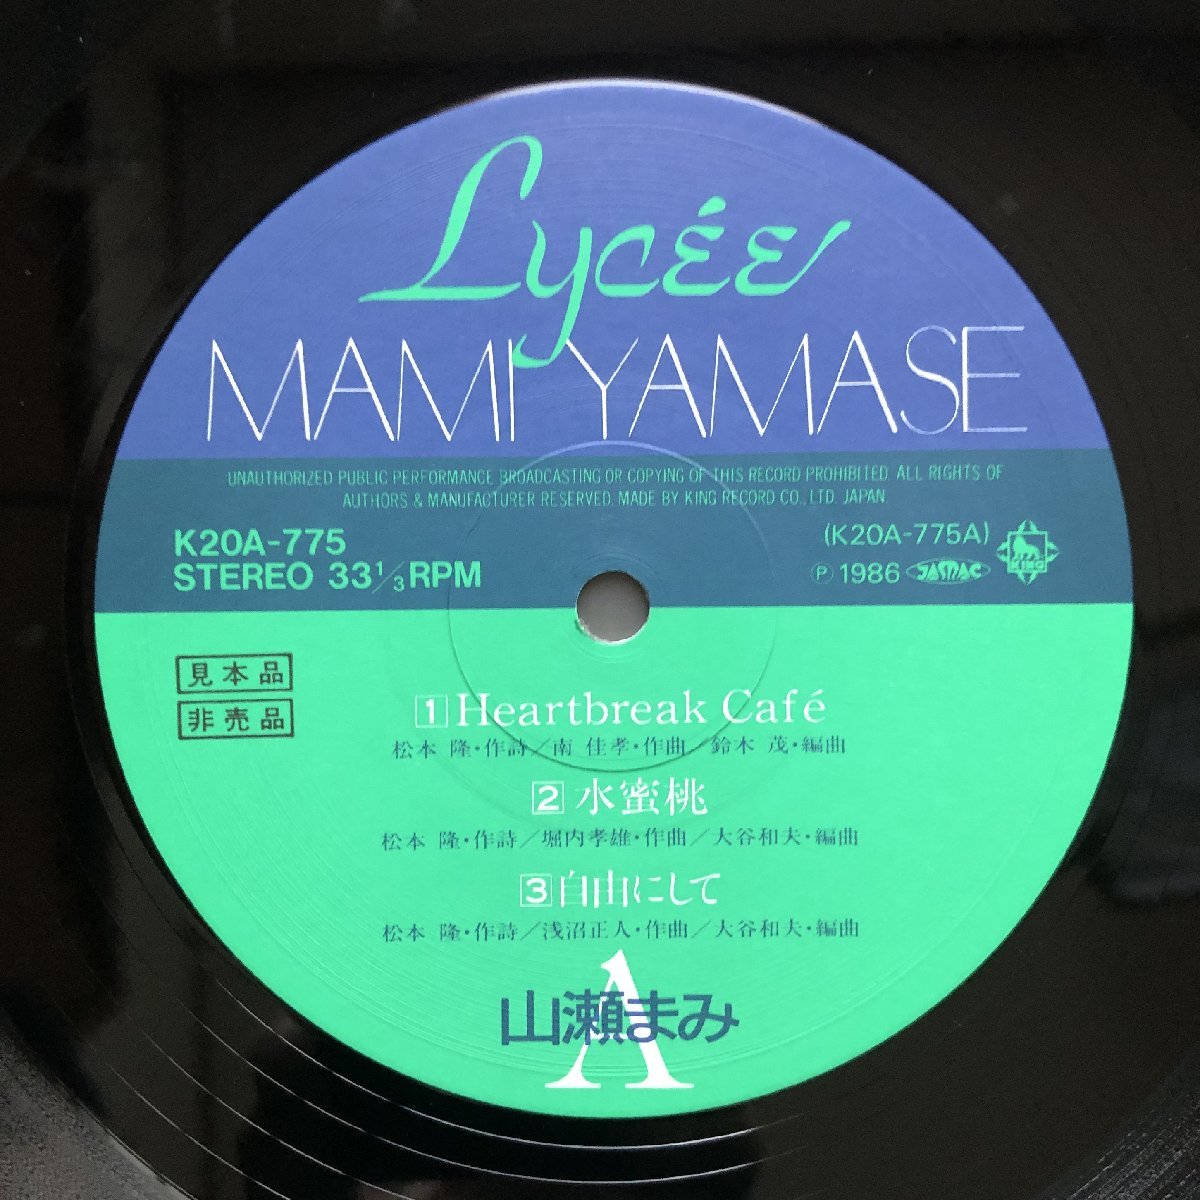 Lycée
MAMI YAMASE
UNAUTHORIZED PUBLIC PERFORMANCE BROADCASTING OR COPYING OF THIS RECORD PROHIBITED. ALL RIGHTS OF
AUTHORS & MANUFACTURER RESERVED. MADE BY KING RECORD CO., LTD. JAPAN
K20A-775
STEREO 33 1/3 RPM
(K20A-775A)
Ⓟ 1986 JASRAC
KING
見本品
非売品
1 Heartbreak Café
松本 隆・作詩／南 佳孝・作曲／鈴木 茂・編曲
2 水蜜桃
松本 隆・作詩／堀内孝雄・作曲／大谷和夫・編曲
3 自由にして
松本 隆・作詩／浅沼正人・作曲／大谷和夫・編曲
A
山瀬まみ